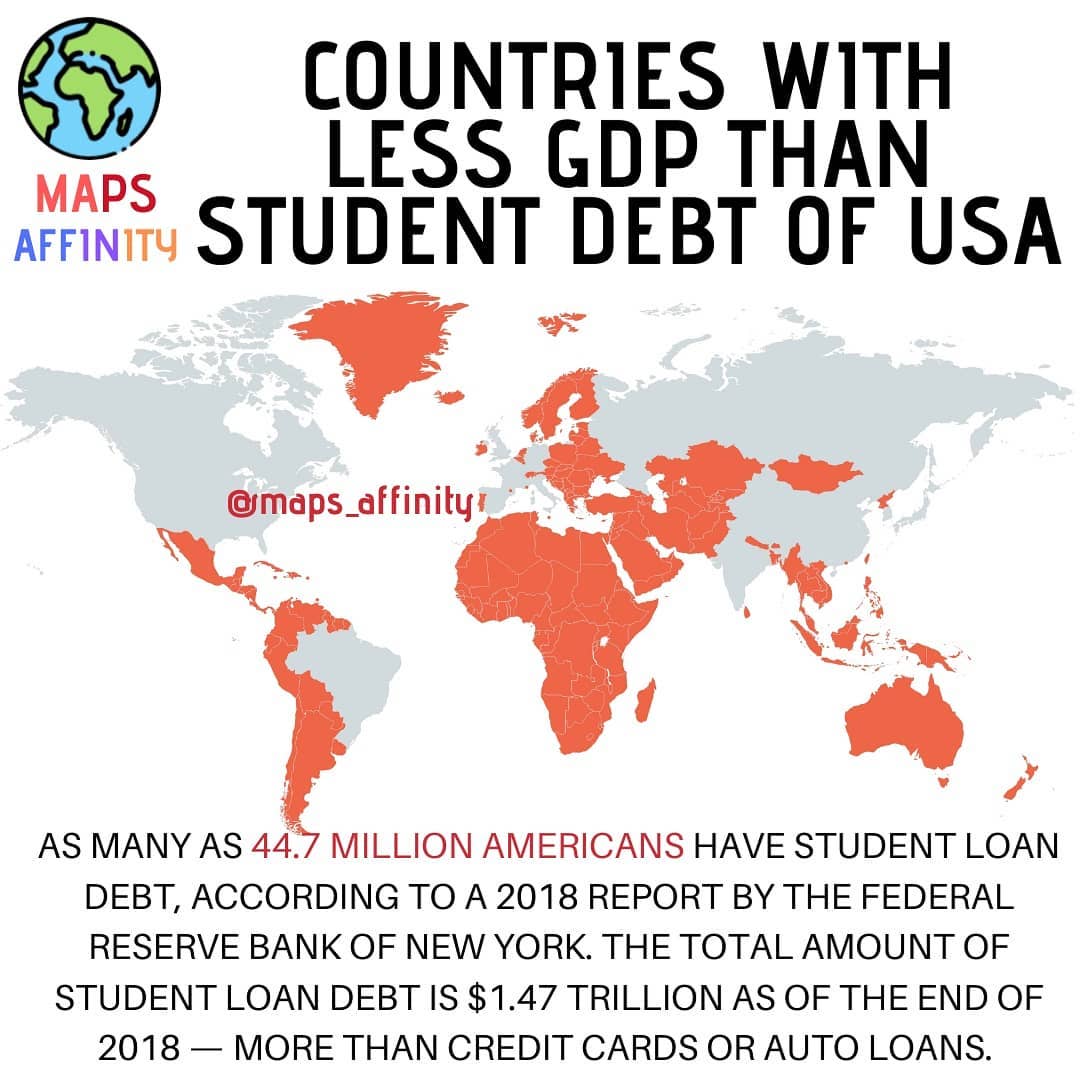 MAPS
AFFINITY
COUNTRIES WITH
LESS GDP THAN
STUDENT DEBT OF USA
@maps_affinity
AS MANY AS 44.7 MILLION AMERICANS HAVE STUDENT LOAN
DEBT, ACCORDING TO A 2018 REPORT BY THE FEDERAL
RESERVE BANK OF NEW YORK. THE TOTAL AMOUNT OF
STUDENT LOAN DEBT IS $1.47 TRILLION AS OF THE END OF
2018 — MORE THAN CREDIT CARDS OR AUTO LOANS.